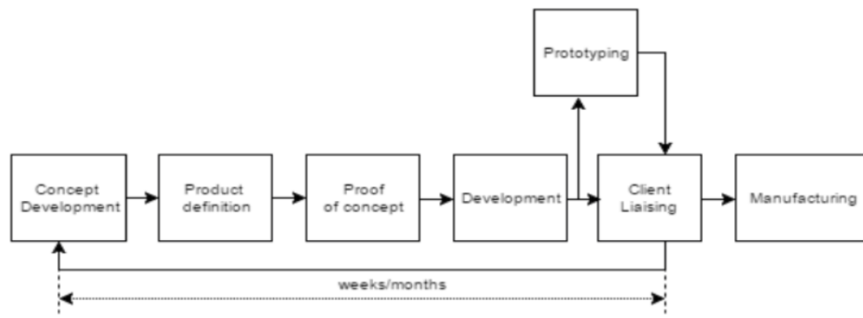 Prototyping
Concept
Development
Product
definition
Proof
of concept
Development
Client
Liaising
Manufacturing
weeks/months